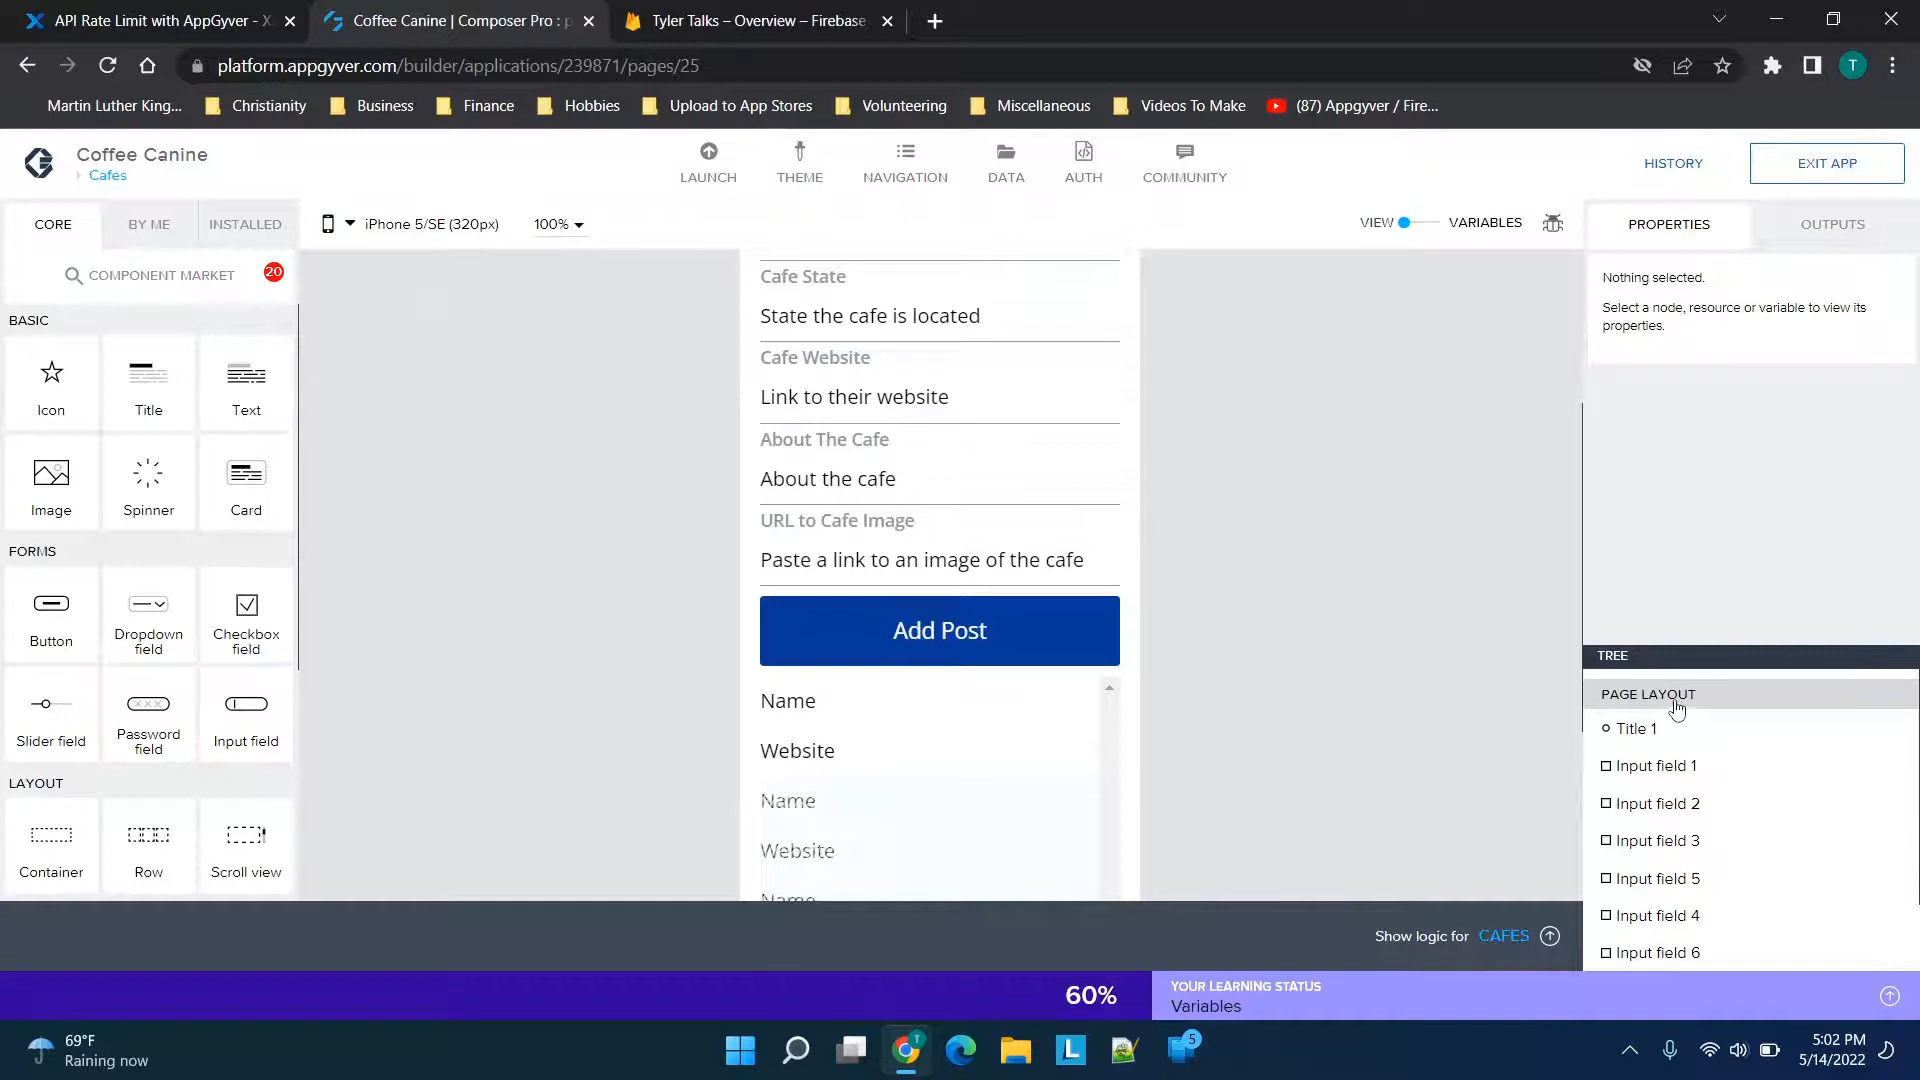 API Rate Limit with AppGyver - X
Coffee Canine | Composer Pro : p
Tyler Talks – Overview – Firebase
platform.appgyver.com/builder/applications/239871/pages/25
T
Martin Luther King...
Christianity
Business
Finance
Hobbies
Upload to App Stores
Volunteering
Miscellaneous
Videos To Make
(87) Appgyver / Fire...
Coffee Canine
Cafes
LAUNCH
THEME
NAVIGATION
DATA
AUTH
COMMUNITY
HISTORY
EXIT APP
CORE
BY ME
INSTALLED
iPhone 5/SE (320px)
100%
VIEW
VARIABLES
PROPERTIES
OUTPUTS
COMPONENT MARKET
20
BASIC
Icon
Title
Text
Image
Spinner
Card
FORMS
Button
Dropdown
field
Checkbox
field
Slider field
Password
field
Input field
LAYOUT
Container
Row
Scroll view
Cafe State
State the cafe is located
Cafe Website
Link to their website
About The Cafe
About the cafe
URL to Cafe Image
Paste a link to an image of the cafe
Add Post
Name
Website
Name
Website
Name
Nothing selected.
Select a node, resource or variable to view its
properties.
TREE
PAGE LAYOUT
Title 1
Input field 1
Input field 2
Input field 3
Input field 5
Input field 4
Input field 6
Show logic for CAFES
60%
YOUR LEARNING STATUS
Variables
69°F
Raining now
T
L
5
5:02 PM
5/14/2022